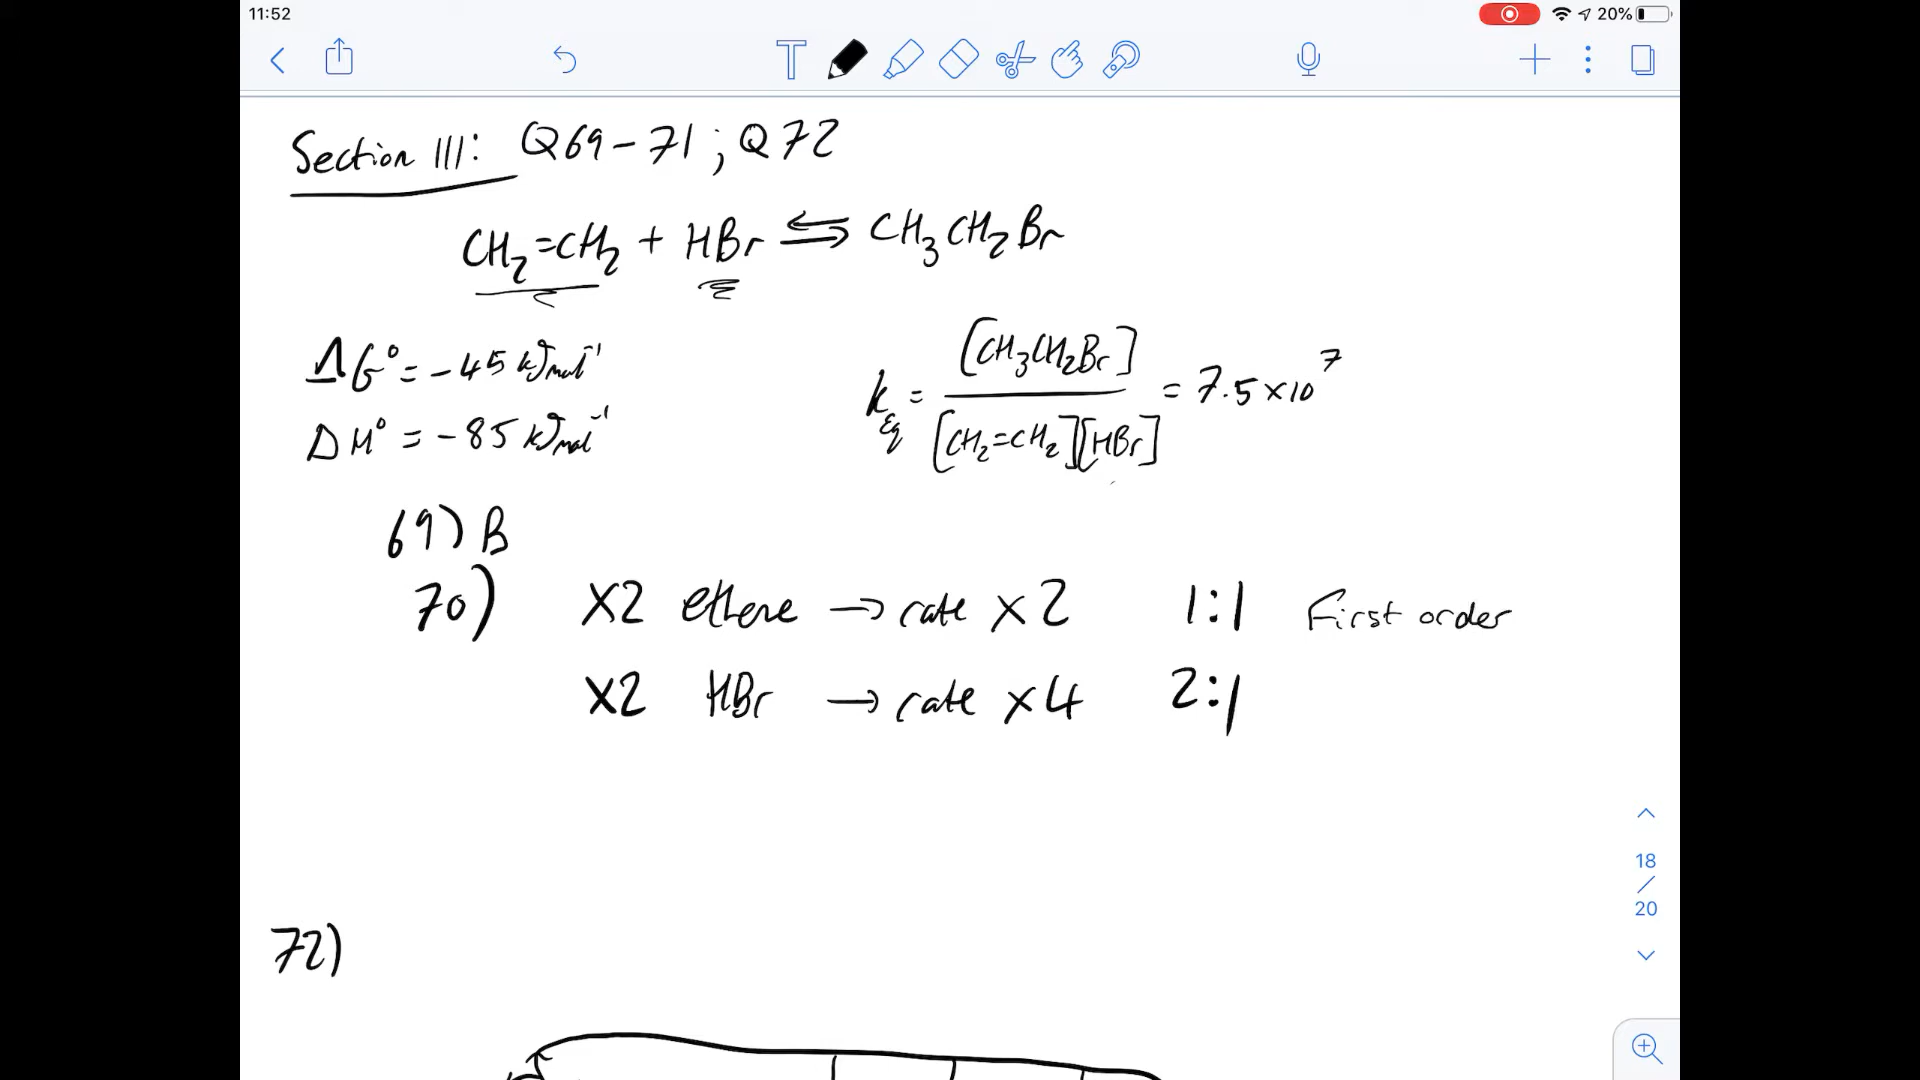 11:52
20%
Section III: Q69-71; Q72
CH₂=CH₂ + HBr ⇌ CH₃CH₂Br
ΔG° = -45 kJmol⁻¹
ΔH° = -85 kJmol⁻¹
kEq = [CH₃CH₂Br] / [CH₂=CH₂][HBr] = 7.5×10⁷
69) B
70) X2 ethene → rate x2 1:1 First order
X2 HBr → rate x4 2:1
18
/
20
72)